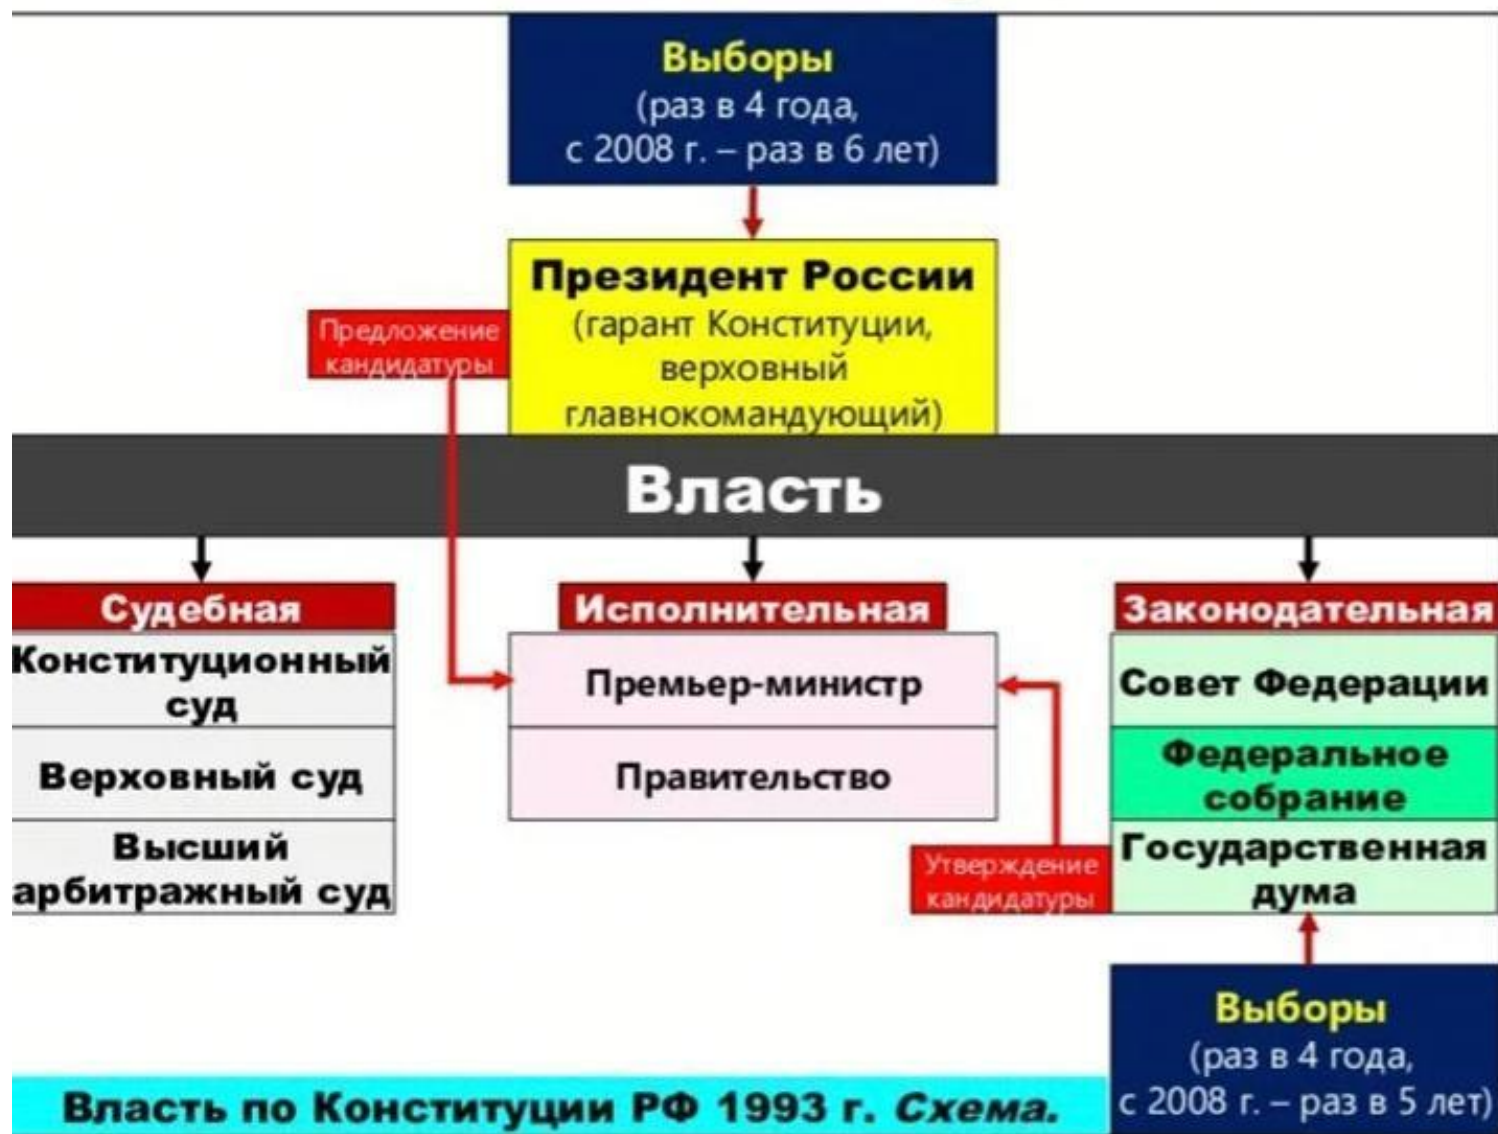 Выборы
(раз в 4 года,
с 2008 г. – раз в 6 лет)
Президент России
(гарант Конституции,
верховный
главнокомандующий)
Предложение
кандидатуры
Власть
Судебная
Конституционный
суд
Верховный суд
Высший
арбитражный суд
Исполнительная
Премьер-министр
Правительство
Законодательная
Совет Федерации
Федеральное
собрание
Государственная
дума
Утверждение
кандидатуры
Выборы
(раз в 4 года,
с 2008 г. – раз в 5 лет)
Власть по Конституции РФ 1993 г. Схема.